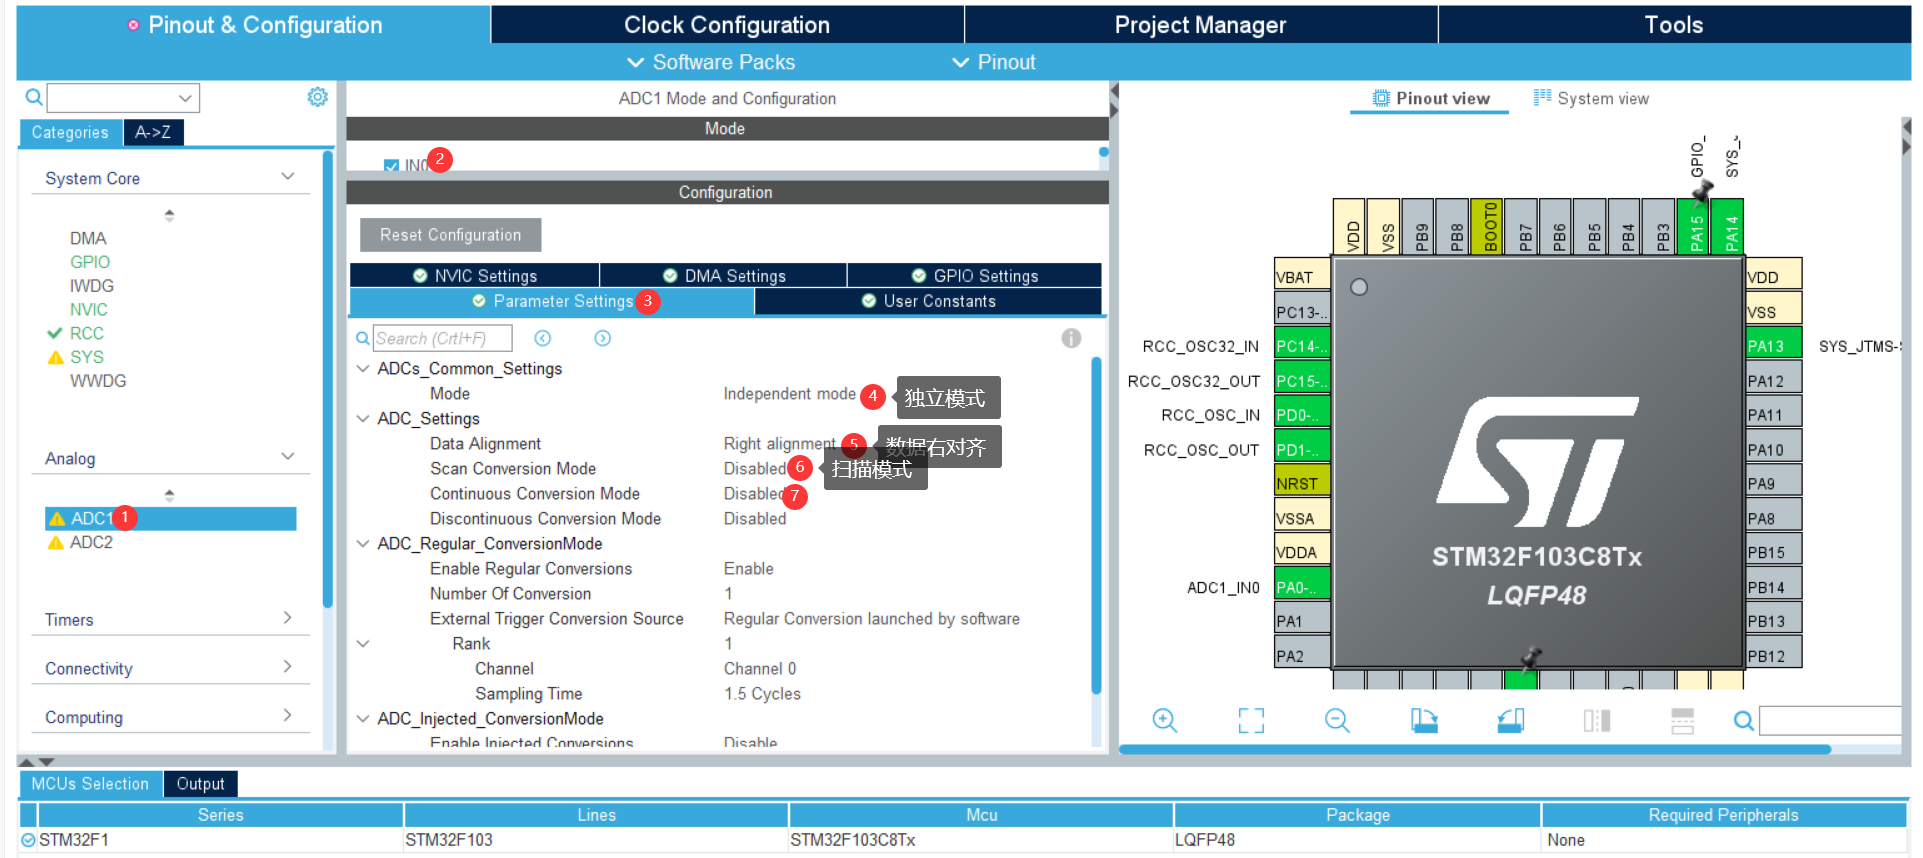 Pinout & Configuration
Clock Configuration
Project Manager
Tools
Software Packs
Pinout
Categories
A->Z
System Core
DMA
GPIO
IWDG
NVIC
RCC
SYS
WWDG
Analog
ADC1 1
ADC2
Timers
Connectivity
Computing
ADC1 Mode and Configuration
Mode
IN0 2
Configuration
Reset Configuration
NVIC Settings
DMA Settings
GPIO Settings
Parameter Settings 3
User Constants
Search (Crtl+F)
ADCs_Common_Settings
Mode Independent mode 4 独立模式
ADC_Settings
Data Alignment Right alignment 5 数据右对齐
Scan Conversion Mode Disabled 6 扫描模式
Continuous Conversion Mode Disabled 7
Discontinuous Conversion Mode Disabled
ADC_Regular_ConversionMode
Enable Regular Conversions Enable
Number Of Conversion 1
External Trigger Conversion Source Regular Conversion launched by software
Rank 1
Channel Channel 0
Sampling Time 1.5 Cycles
ADC_Injected_ConversionMode
Enable Injected Conversions Disable
Pinout view
System view
GPIO_
SYS_
VDD
VSS
PB9
PB8
BOOT0
PB7
PB6
PB5
PB4
PB3
PA15
PA14
VBAT
PC13-..
RCC_OSC32_IN PC14-..
RCC_OSC32_OUT PC15-..
RCC_OSC_IN PD0-..
RCC_OSC_OUT PD1-..
NRST
VSSA
VDDA
ADC1_IN0 PA0-..
PA1
PA2
VDD
VSS
PA13 SYS_JTMS-
PA12
PA11
PA10
PA9
PA8
PB15
PB14
PB13
PB12
STM32F103C8Tx
LQFP48
MCUs Selection
Output
Series Lines Mcu Package Required Peripherals
STM32F1 STM32F103 STM32F103C8Tx LQFP48 None